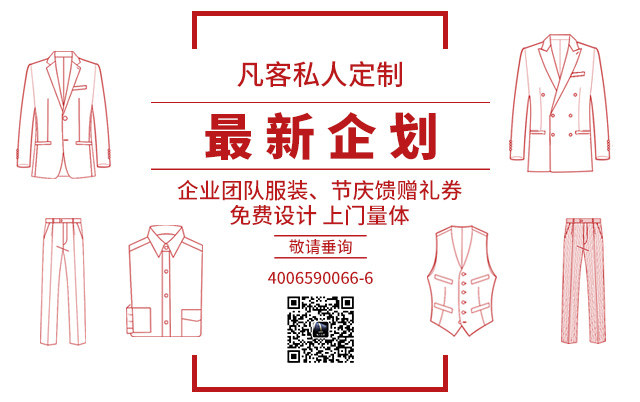 凡客私人定制
最新企划
企业团队服装、节庆馈赠礼券
免费设计 上门量体
敬请垂询
4006590066-6